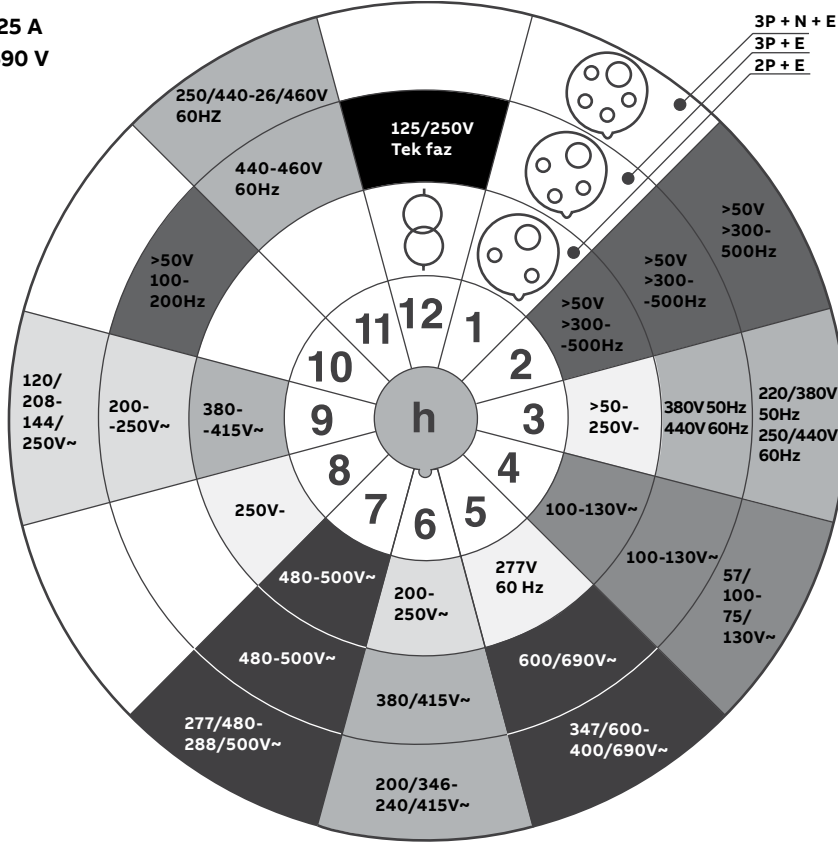 25 A
90 V
3P + N + E
3P + E
2P + E
250/440-26/460V
60HZ
440-460V
60Hz
125/250V
Tek faz
>50V
>300-
500Hz
>50V
>300-
-500Hz
>50V
>300-
-500Hz
>50V
100-
200Hz
12
1
2
3
4
5
6
7
8
9
10
11
h
120/
208-
144/
250V~
200-
-250V~
380-
-415V~
>50-
250V-
380V 50Hz
440V 60Hz
220/380V
50Hz
250/440V
60Hz
250V-
100-130V~
100-130V~
57/
100-
75/
130V~
480-500V~
200-
250V~
277V
60 Hz
480-500V~
380/415V~
600/690V~
277/480-
288/500V~
200/346-
240/415V~
347/600-
400/690V~